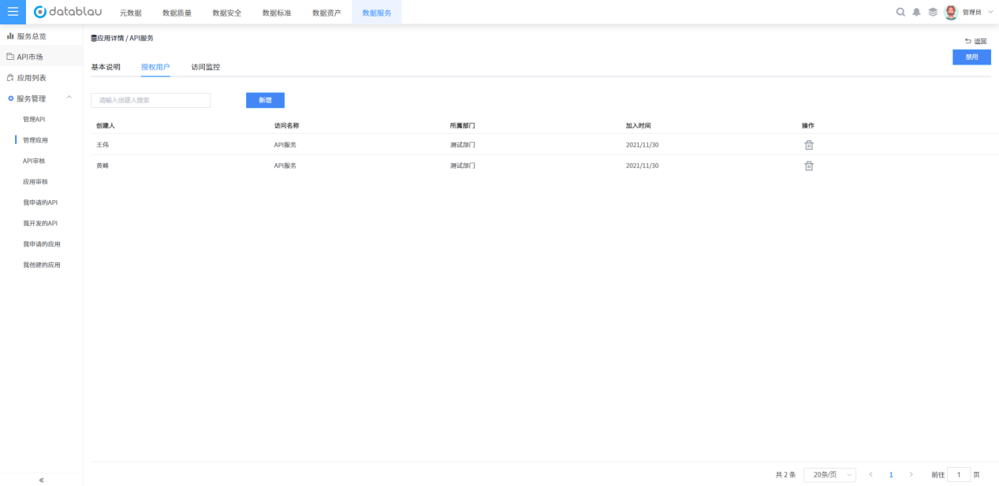 datablau 元数据 数据质量 数据安全 数据标准 数据资产 数据服务 管理员
服务总览
API市场
应用列表
服务管理
管理API
管理应用
API审核
应用审核
我申请的API
我开发的API
我申请的应用
我创建的应用
应用详情 / API服务
返回
禁用
基本说明 授权用户 访问监控
请输入创建人搜索 新增
创建人 访问名称 所属部门 加入时间 操作
王伟 API服务 测试部门 2021/11/30
黄峰 API服务 测试部门 2021/11/30
共 2 条 20条/页 1 前往 1 页